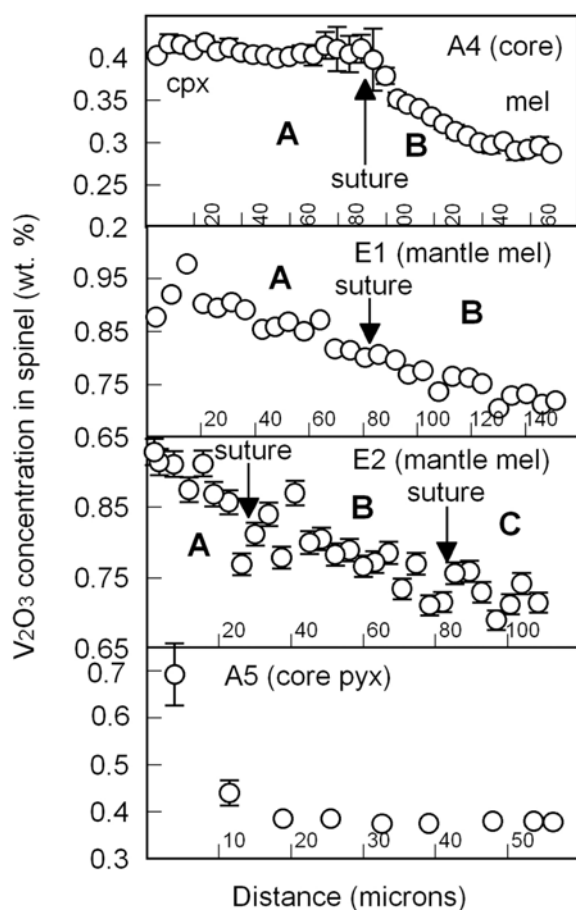 V₂O₃ concentration in spinel (wt. %)
0.4
0.35
0.3
0.25
0.2
A4 (core)
cpx
mel
A
B
suture
20
40
60
80
00
20
40
60
E1 (mantle mel)
A
suture
B
0.95
0.85
0.75
0.65
20
40
60
80
100
120
140
suture
E2 (mantle mel)
suture
A
B
C
0.85
0.75
0.65
20
40
60
80
100
A5 (core pyx)
0.7
0.6
0.5
0.4
0.3
10
20
30
40
50
Distance (microns)